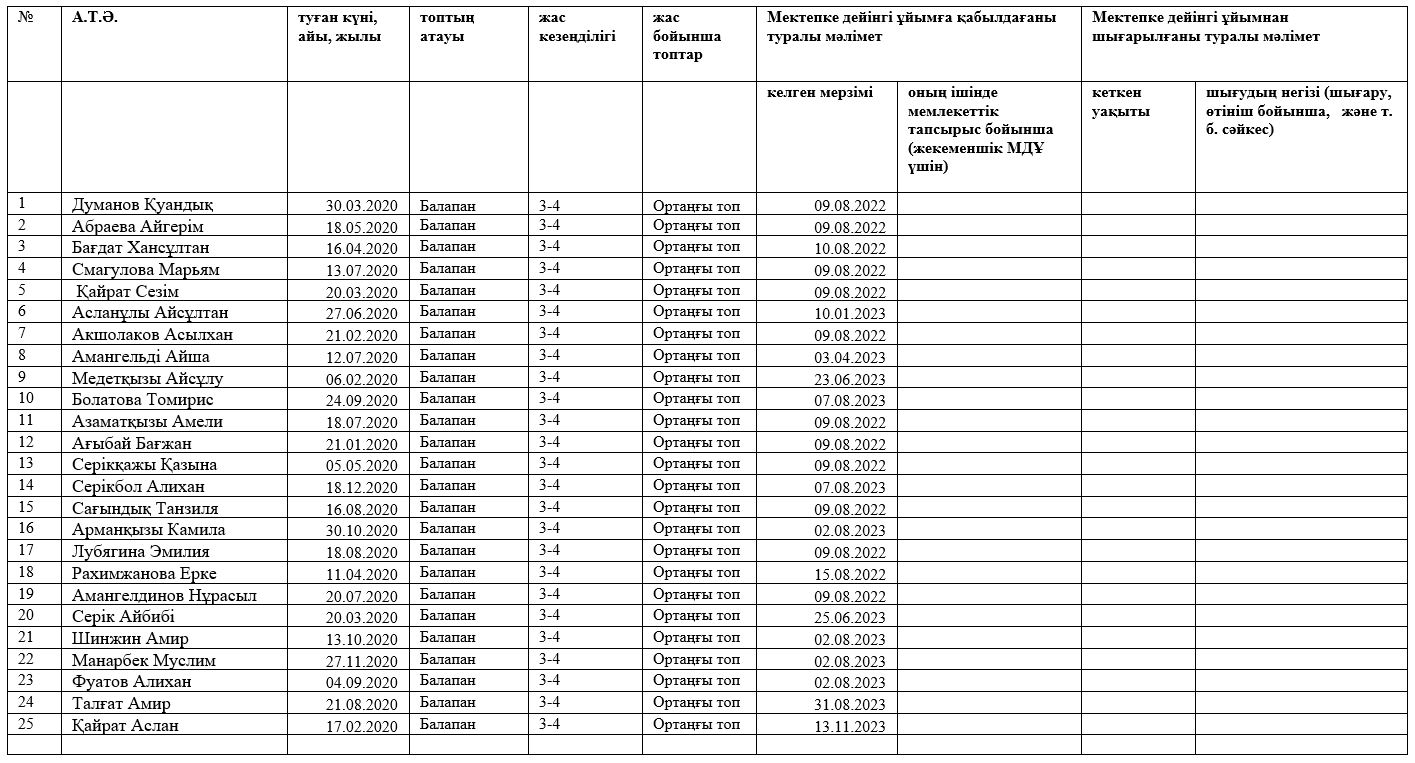 № А.Т.Ә. туған күні, топтың жас жас Мектепке дейінгі ұйымға қабылдағаны Мектепке дейінгі ұйымнан
айы, жылы атауы кезеңділігі бойынша туралы мәлімет шығарылғаны туралы мәлімет
топтар
келген мерзімі оның ішінде кеткен шығудың негізі (шығару,
мемлекеттік уақыты өтініш бойынша, және т.
тапсырыс бойынша б. сәйкес)
(жекеменшік МДҰ
үшін)
1 Думанов Қуандық 30.03.2020 Балапан 3-4 Ортаңғы топ 09.08.2022
2 Абраева Айгерім 18.05.2020 Балапан 3-4 Ортаңғы топ 09.08.2022
3 Бағдат Хансұлтан 16.04.2020 Балапан 3-4 Ортаңғы топ 10.08.2022
4 Смагулова Марьям 13.07.2020 Балапан 3-4 Ортаңғы топ 09.08.2022
5 Қайрат Сезім 20.03.2020 Балапан 3-4 Ортаңғы топ 09.08.2022
6 Асланұлы Айсұлтан 27.06.2020 Балапан 3-4 Ортаңғы топ 10.01.2023
7 Акшолаков Асылхан 21.02.2020 Балапан 3-4 Ортаңғы топ 09.08.2022
8 Амангельді Айша 12.07.2020 Балапан 3-4 Ортаңғы топ 03.04.2023
9 Медетқызы Айсұлу 06.02.2020 Балапан 3-4 Ортаңғы топ 23.06.2023
10 Болатова Томирис 24.09.2020 Балапан 3-4 Ортаңғы топ 07.08.2023
11 Азаматқызы Амели 18.07.2020 Балапан 3-4 Ортаңғы топ 09.08.2022
12 Ағыбай Бағжан 21.01.2020 Балапан 3-4 Ортаңғы топ 09.08.2022
13 Серікқажы Қазына 05.05.2020 Балапан 3-4 Ортаңғы топ 09.08.2022
14 Серікбол Алихан 18.12.2020 Балапан 3-4 Ортаңғы топ 07.08.2023
15 Сағындық Танзиля 16.08.2020 Балапан 3-4 Ортаңғы топ 09.08.2022
16 Арманқызы Камила 30.10.2020 Балапан 3-4 Ортаңғы топ 02.08.2023
17 Лубягина Эмилия 18.08.2020 Балапан 3-4 Ортаңғы топ 09.08.2022
18 Рахимжанова Ерке 11.04.2020 Балапан 3-4 Ортаңғы топ 15.08.2022
19 Амангелдинов Нұрасыл 20.07.2020 Балапан 3-4 Ортаңғы топ 09.08.2022
20 Серік Айбибі 20.03.2020 Балапан 3-4 Ортаңғы топ 25.06.2023
21 Шинжин Амир 13.10.2020 Балапан 3-4 Ортаңғы топ 02.08.2023
22 Манарбек Муслим 27.11.2020 Балапан 3-4 Ортаңғы топ 02.08.2023
23 Фуатов Алихан 04.09.2020 Балапан 3-4 Ортаңғы топ 02.08.2023
24 Талғат Амир 21.08.2020 Балапан 3-4 Ортаңғы топ 31.08.2023
25 Қайрат Аслан 17.02.2020 Балапан 3-4 Ортаңғы топ 13.11.2023